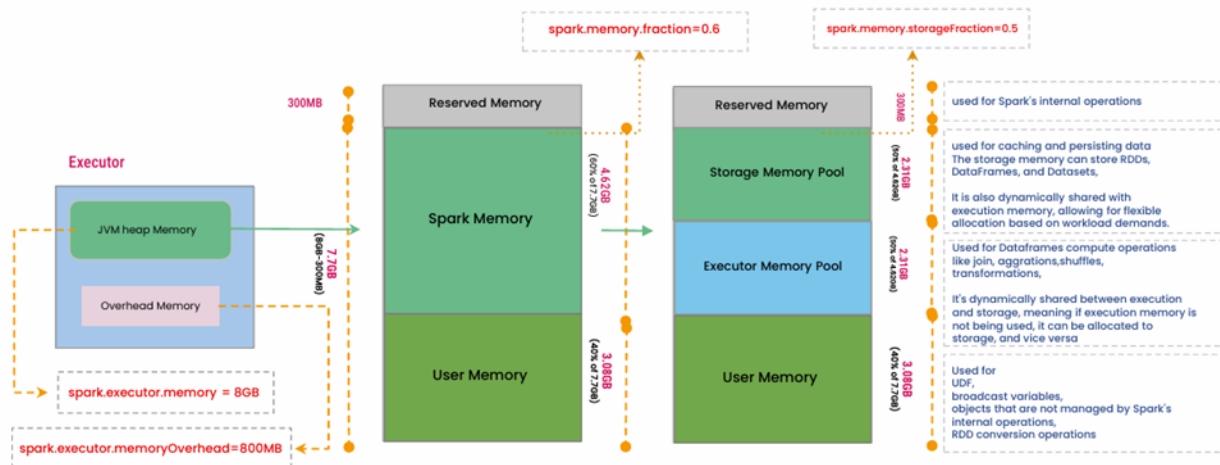 spark.memory.fraction=0.6
spark.memory.storageFraction=0.5
300MB
Reserved Memory
300MB
Reserved Memory
used for Spark's internal operations
Executor
JVM heap Memory
Overhead Memory
7.7GB
(8GB-300MB)
Spark Memory
4.62GB
(60% of 7.7GB)
Storage Memory Pool
2.31GB
(50% of 4.62GB)
used for caching and persisting data
The storage memory can store RDDs,
DataFrames, and Datasets,
It is also dynamically shared with
execution memory, allowing for flexible
allocation based on workload demands.
Executor Memory Pool
2.31GB
(50% of 4.62GB)
Used for Dataframes compute operations
like join, aggrations,shuffles,
transformations,
It's dynamically shared between execution
and storage, meaning if execution memory is
not being used, it can be allocated to
storage, and vice versa
User Memory
3.08GB
(40% of 7.7GB)
User Memory
3.08GB
(40% of 7.7GB)
Used for
UDF,
broadcast variables,
objects that are not managed by Spark's
internal operations,
RDD conversion operations
spark.executor.memory = 8GB
spark.executor.memoryOverhead=800MB